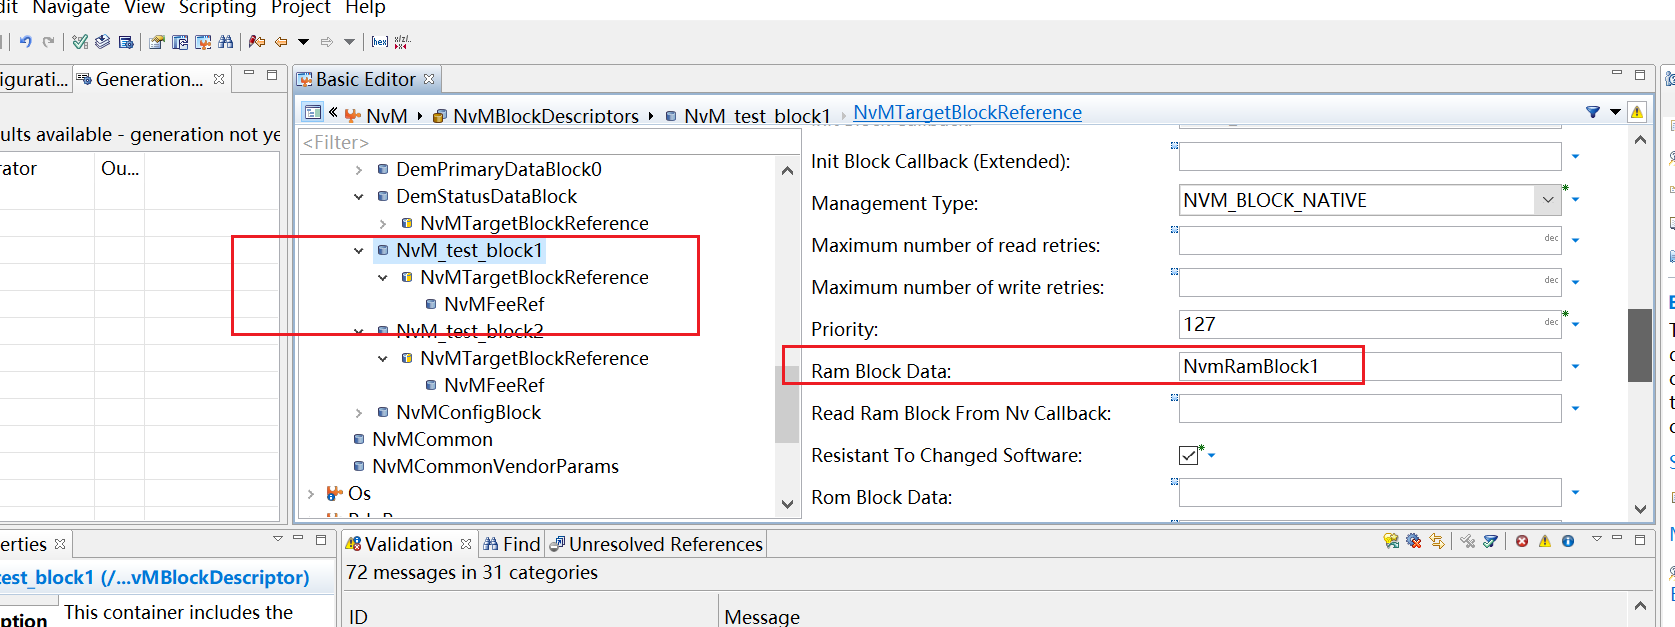 dit Navigate View Scripting Project Help
igurati... Generation...
ults available - generation not ye
rator Ou...
Basic Editor
« NvM NvMBlockDescriptors NvM_test_block1 NvMTargetBlockReference
<Filter>
DemPrimaryDataBlock0
DemStatusDataBlock
NvMTargetBlockReference
NvM_test_block1
NvMTargetBlockReference
NvMFeeRef
NvM_test_block2
NvMTargetBlockReference
NvMFeeRef
NvMConfigBlock
NvMCommon
NvMCommonVendorParams
Os
Init Block Callback (Extended):
Management Type: NVM_BLOCK_NATIVE
Maximum number of read retries: dec
Maximum number of write retries: dec
Priority: 127 dec
Ram Block Data: NvmRamBlock1
Read Ram Block From Nv Callback:
Resistant To Changed Software:
Rom Block Data:
erties
est_block1 (/...vMBlockDescriptor)
ption This container includes the
Validation Find Unresolved References
72 messages in 31 categories
ID Message